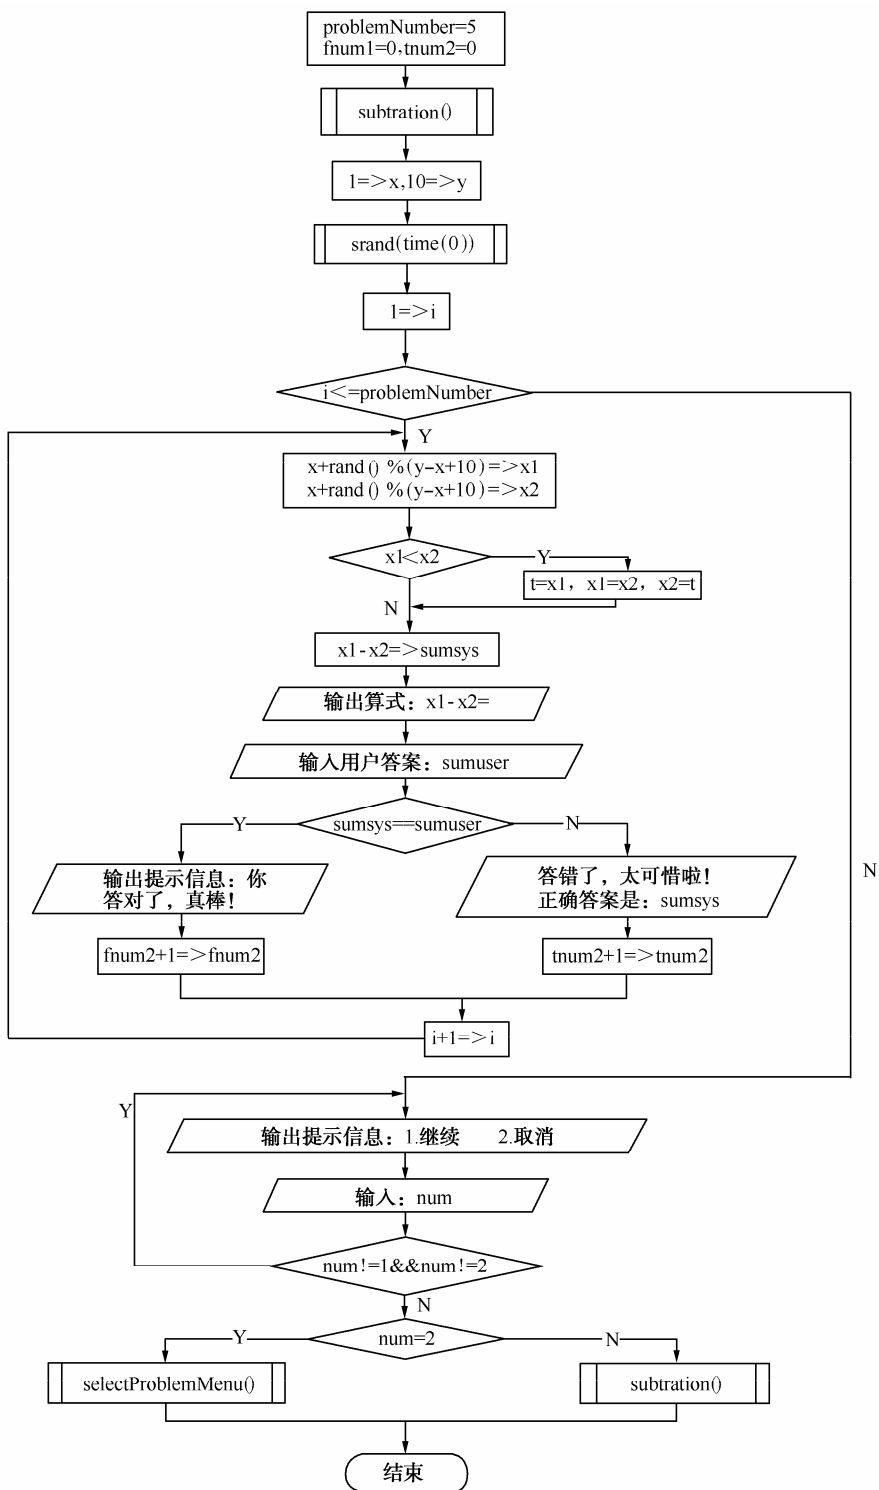 problemNumber=5
fnum1=0,tnum2=0
subtration()
1=>x,10=>y
srand(time(0))
1=>i
i<=problemNumber
Y
x+rand() %(y-x+10)=>x1
x+rand() %(y-x+10)=>x2
x1<x2
Y
t=x1, x1=x2, x2=t
N
x1-x2=>sumsys
输出算式：x1-x2=
输入用户答案：sumuser
Y
sumsys==sumuser
N
输出提示信息：你
答对了，真棒！
答错了，太可惜啦！
正确答案是：sumsys
N
fnum2+1=>fnum2
tnum2+1=>tnum2
i+1=>i
Y
输出提示信息：1.继续 2.取消
输入：num
num!=1&&num!=2
N
Y
num=2
N
selectProblemMenu()
subtration()
结束